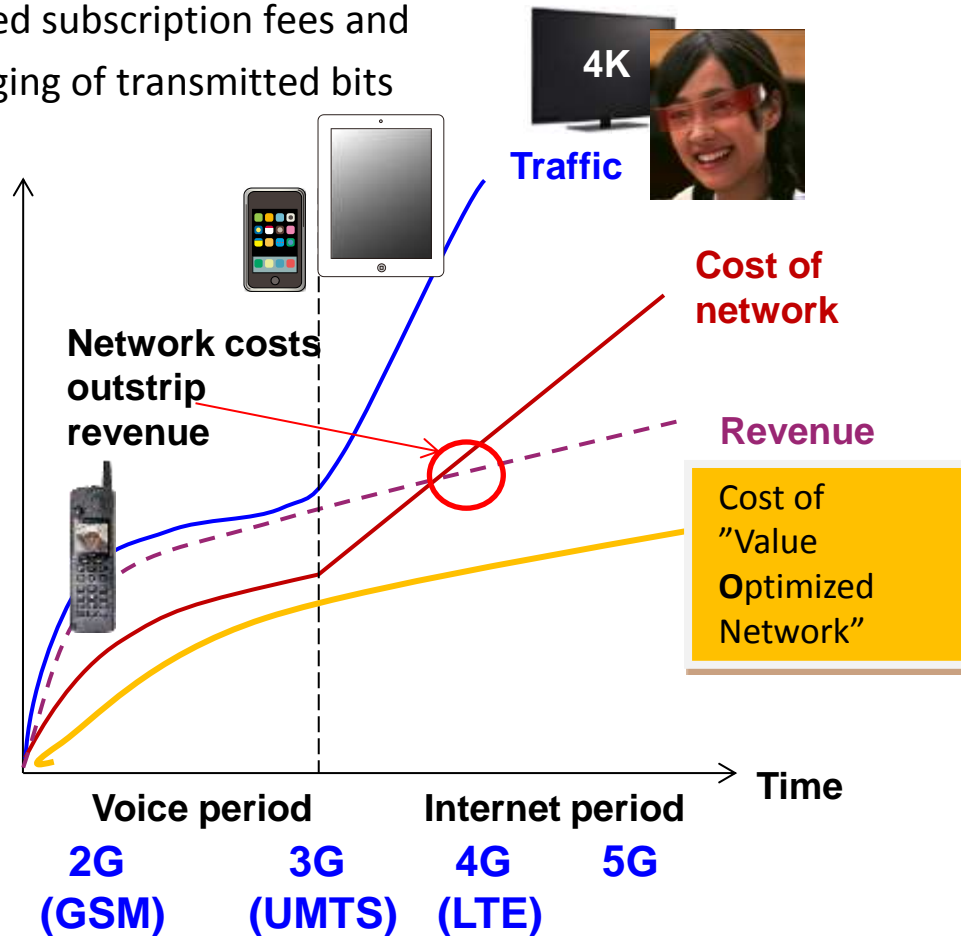 ed subscription fees and
ging of transmitted bits
4K
Traffic
Cost of
network
Network costs
outstrip
revenue
Revenue
Cost of
”Value
Optimized
Network”
Time
Voice period
Internet period
2G
(GSM)
3G
(UMTS)
4G
(LTE)
5G